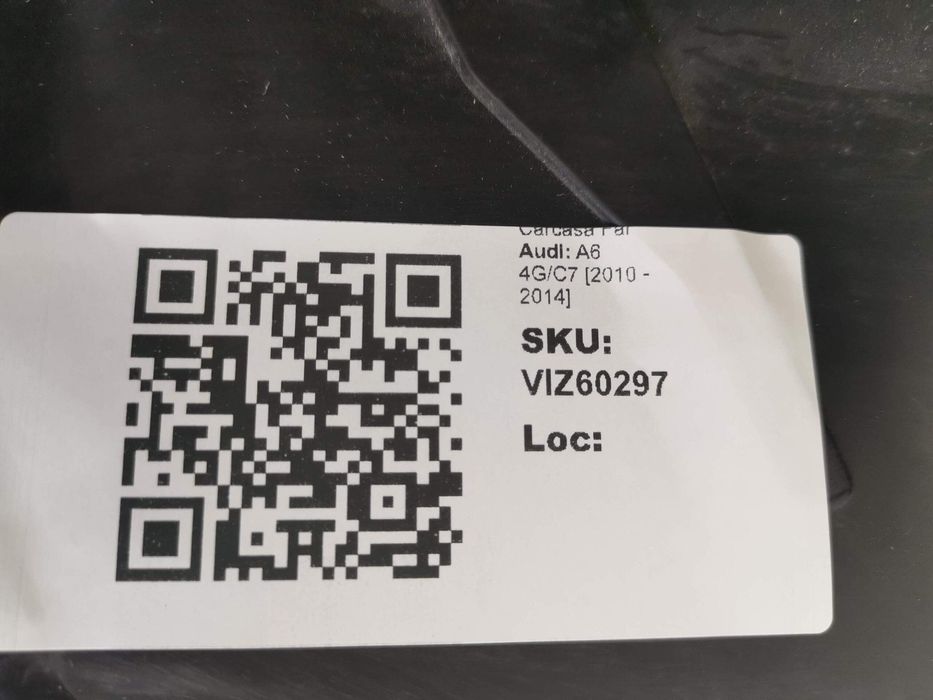 Carcasa Far
Audi: A6
4G/C7 [2010 -
2014]
SKU:
VIZ60297
Loc: